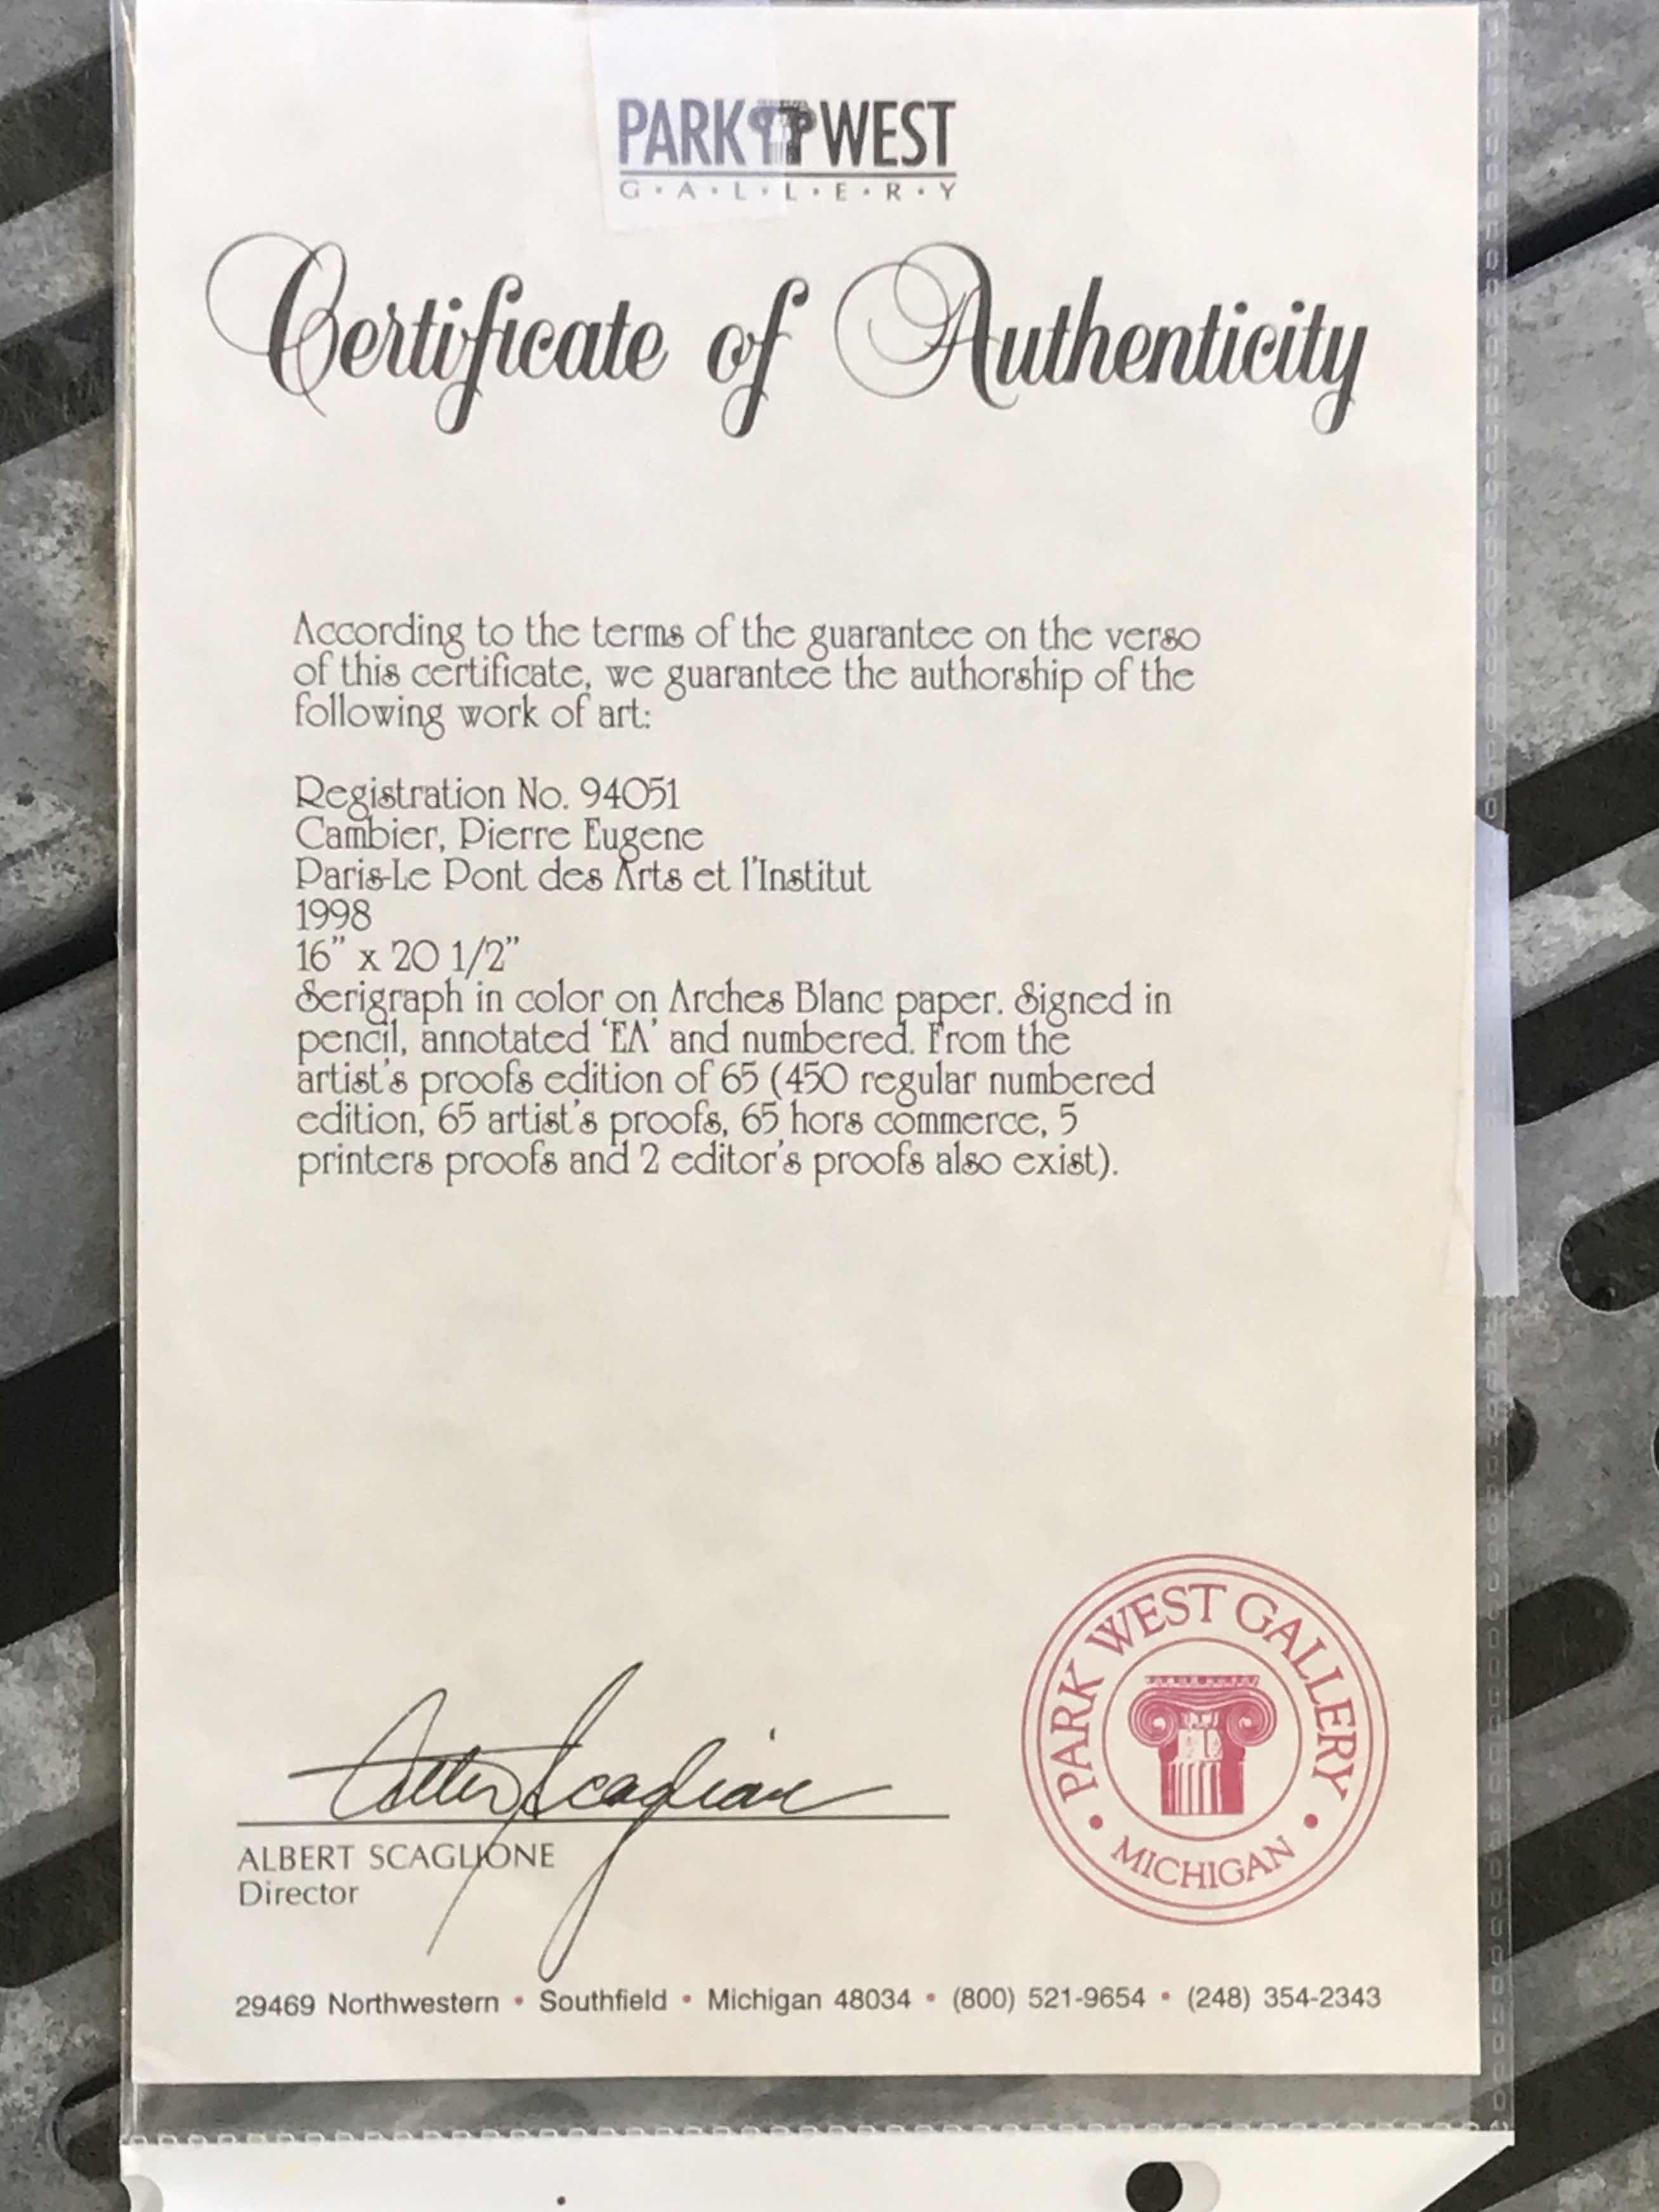 PARK WEST
G·A·L·L·E·R·Y
Certificate of Authenticity
According to the terms of the guarantee on the verso
of this certificate, we guarantee the authorship of the
following work of art:
Registration No. 94051
Cambier, Pierre Eugene
Paris-Le Pont des Arts et l'Institut
1998
16” x 20 1/2”
Serigraph in color on Arches Blanc paper. Signed in
pencil, annotated ‘EA’ and numbered. From the
artist's proofs edition of 65 (450 regular numbered
edition, 65 artist's proofs, 65 hors commerce, 5
printers proofs and 2 editor's proofs also exist).
PARK WEST GALLERY
• MICHIGAN •
Albert Scaglione
ALBERT SCAGLIONE
Director
29469 Northwestern • Southfield • Michigan 48034 • (800) 521-9654 • (248) 354-2343